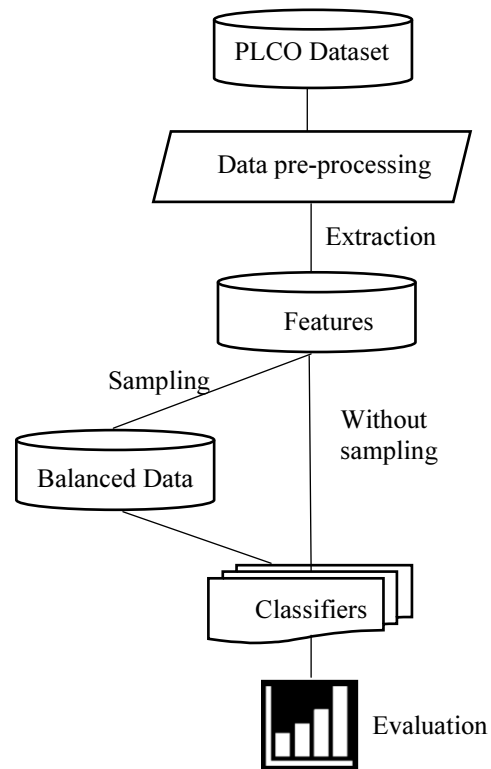 PLCO Dataset
Data pre-processing
Extraction
Features
Sampling
Without
sampling
Balanced Data
Classifiers
Evaluation